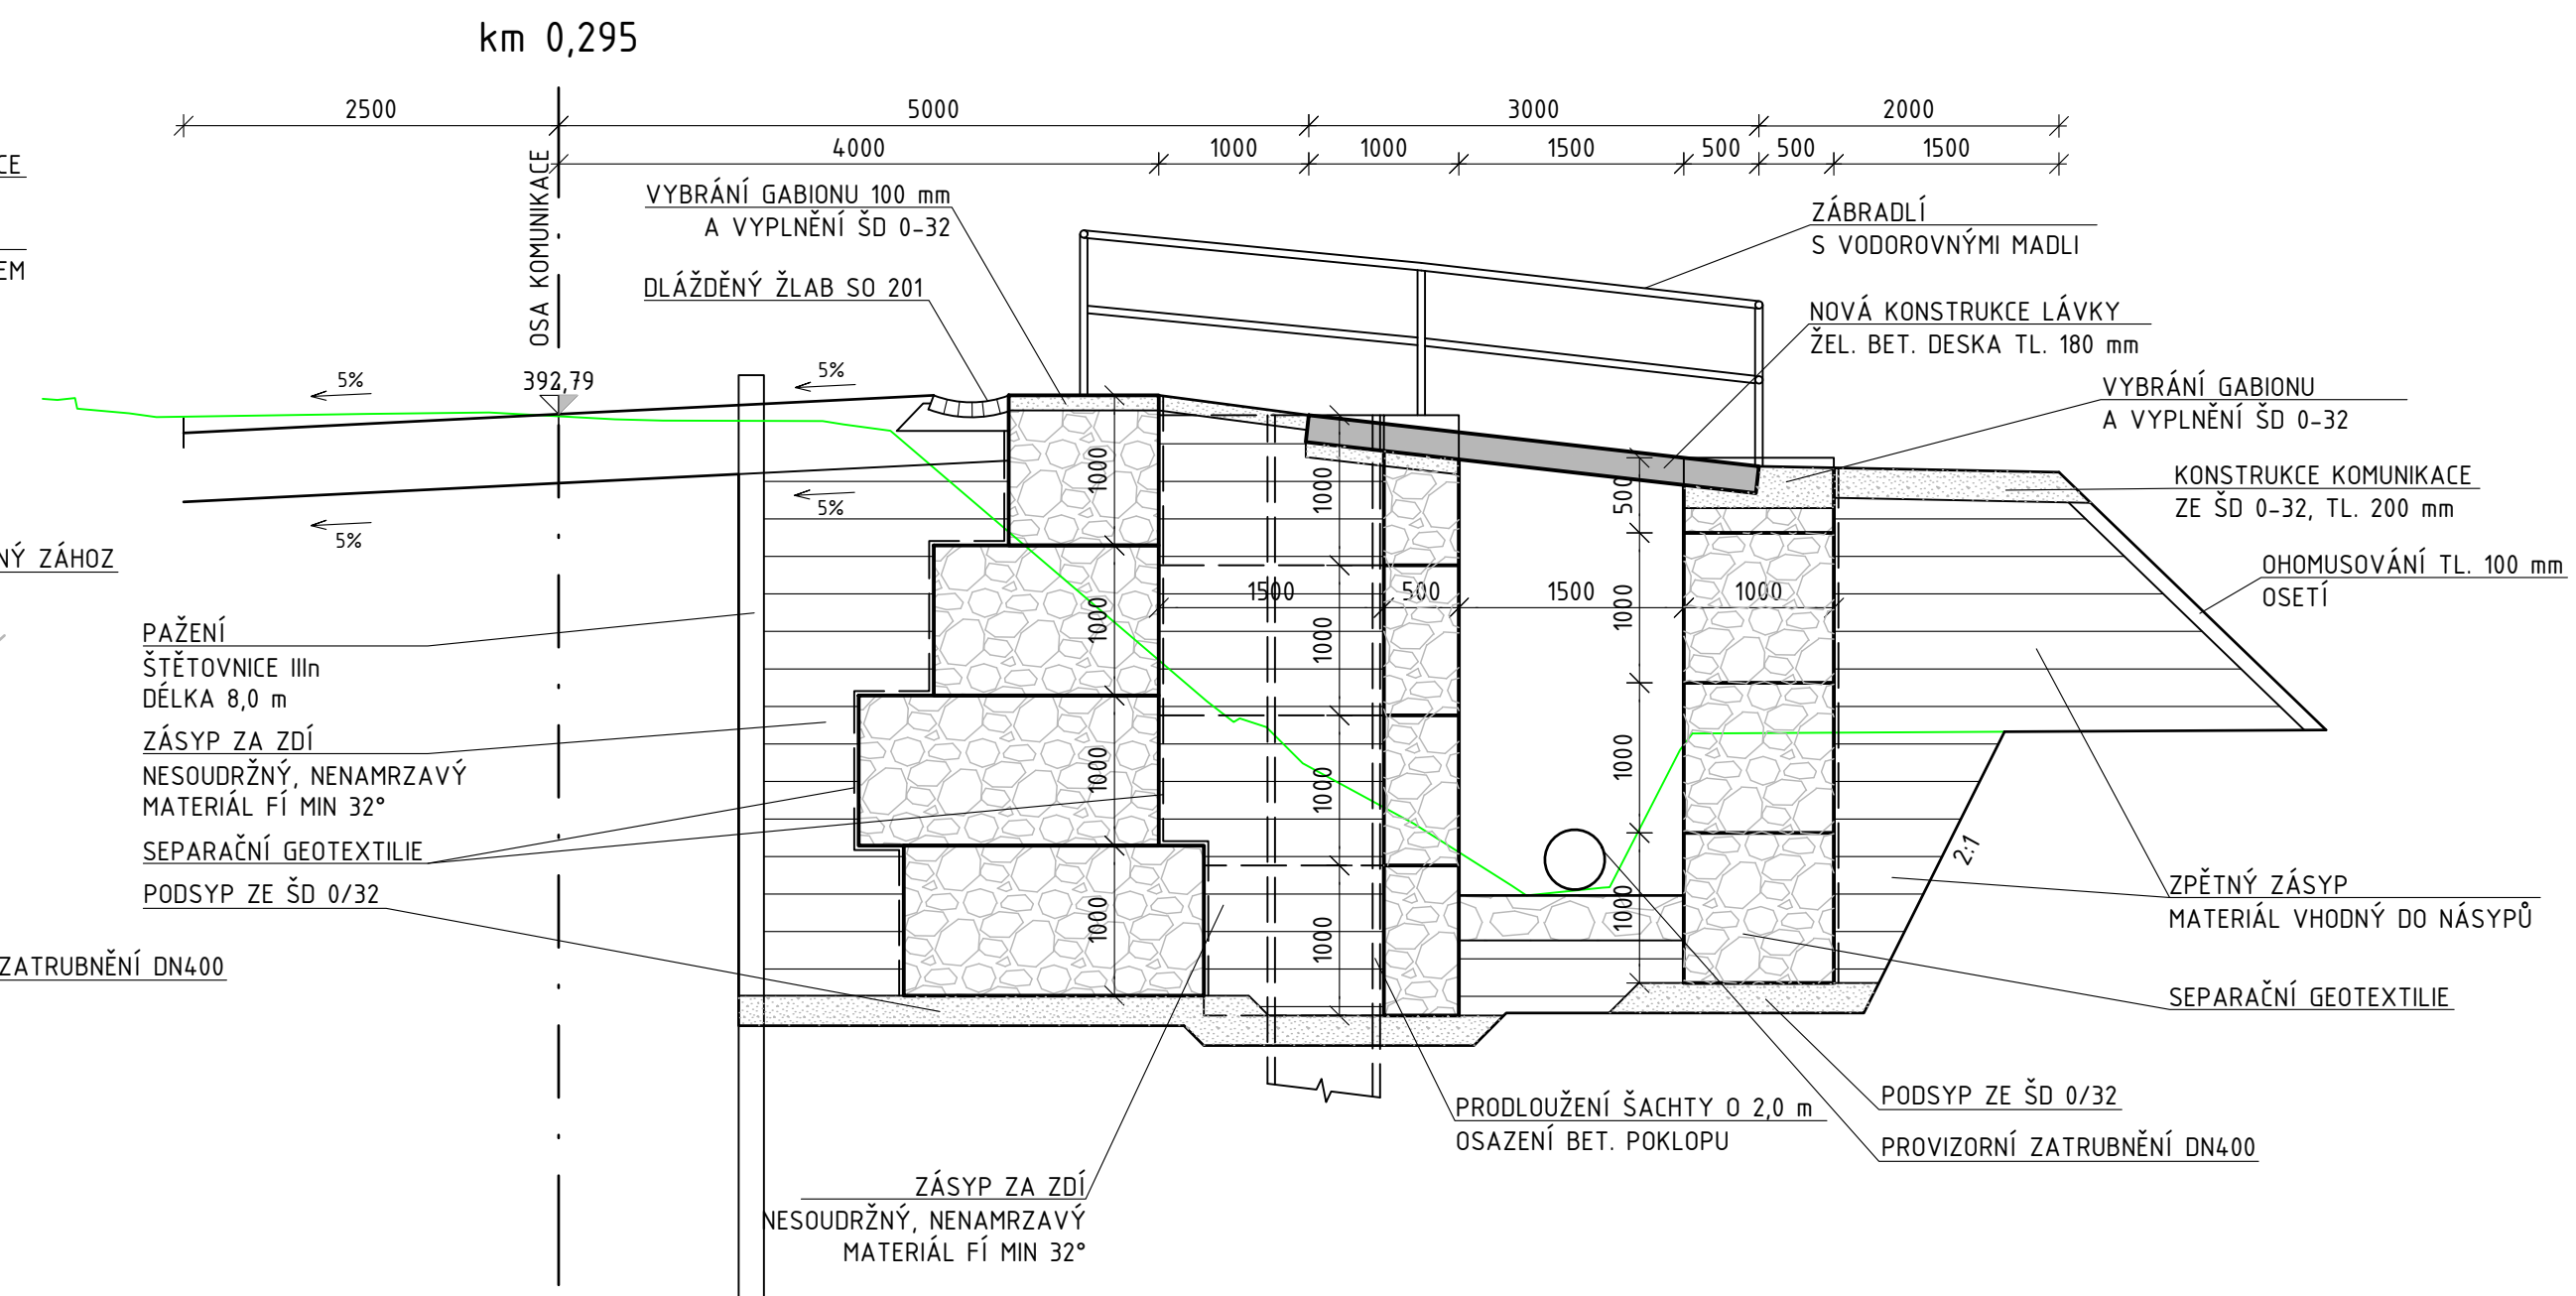 km 0,295
2500
5000
3000
2000
4000
1000
1000
1500
500
500
1500
CE
EM
NÝ ZÁHOZ
ZATRUBNĚNÍ DN400
OSA KOMUNIKACE
392,79
5%
5%
5%
5%
VYBRÁNÍ GABIONU 100 mm
A VYPLNĚNÍ ŠD 0-32
DLÁŽDĚNÝ ŽLAB SO 201
ZÁBRADLÍ
S VODOROVNÝMI MADLI
NOVÁ KONSTRUKCE LÁVKY
ŽEL. BET. DESKA TL. 180 mm
VYBRÁNÍ GABIONU
A VYPLNĚNÍ ŠD 0-32
KONSTRUKCE KOMUNIKACE
ZE ŠD 0-32, TL. 200 mm
OHOMUSOVÁNÍ TL. 100 mm
OSETÍ
PAŽENÍ
ŠTĚTOVNICE IIIn
DÉLKA 8,0 m
ZÁSYP ZA ZDÍ
NESOUDRŽNÝ, NENAMRZAVÝ
MATERIÁL FÍ MIN 32°
SEPARAČNÍ GEOTEXTILIE
PODSYP ZE ŠD 0/32
1000
1000
1000
1000
1000
1000
1000
1000
1500
500
1500
1000
500
1000
1000
1000
2:1
ZPĚTNÝ ZÁSYP
MATERIÁL VHODNÝ DO NÁSYPŮ
SEPARAČNÍ GEOTEXTILIE
PODSYP ZE ŠD 0/32
PROVIZORNÍ ZATRUBNĚNÍ DN400
PRODLOUŽENÍ ŠACHTY O 2,0 m
OSAZENÍ BET. POKLOPU
ZÁSYP ZA ZDÍ
NESOUDRŽNÝ, NENAMRZAVÝ
MATERIÁL FÍ MIN 32°